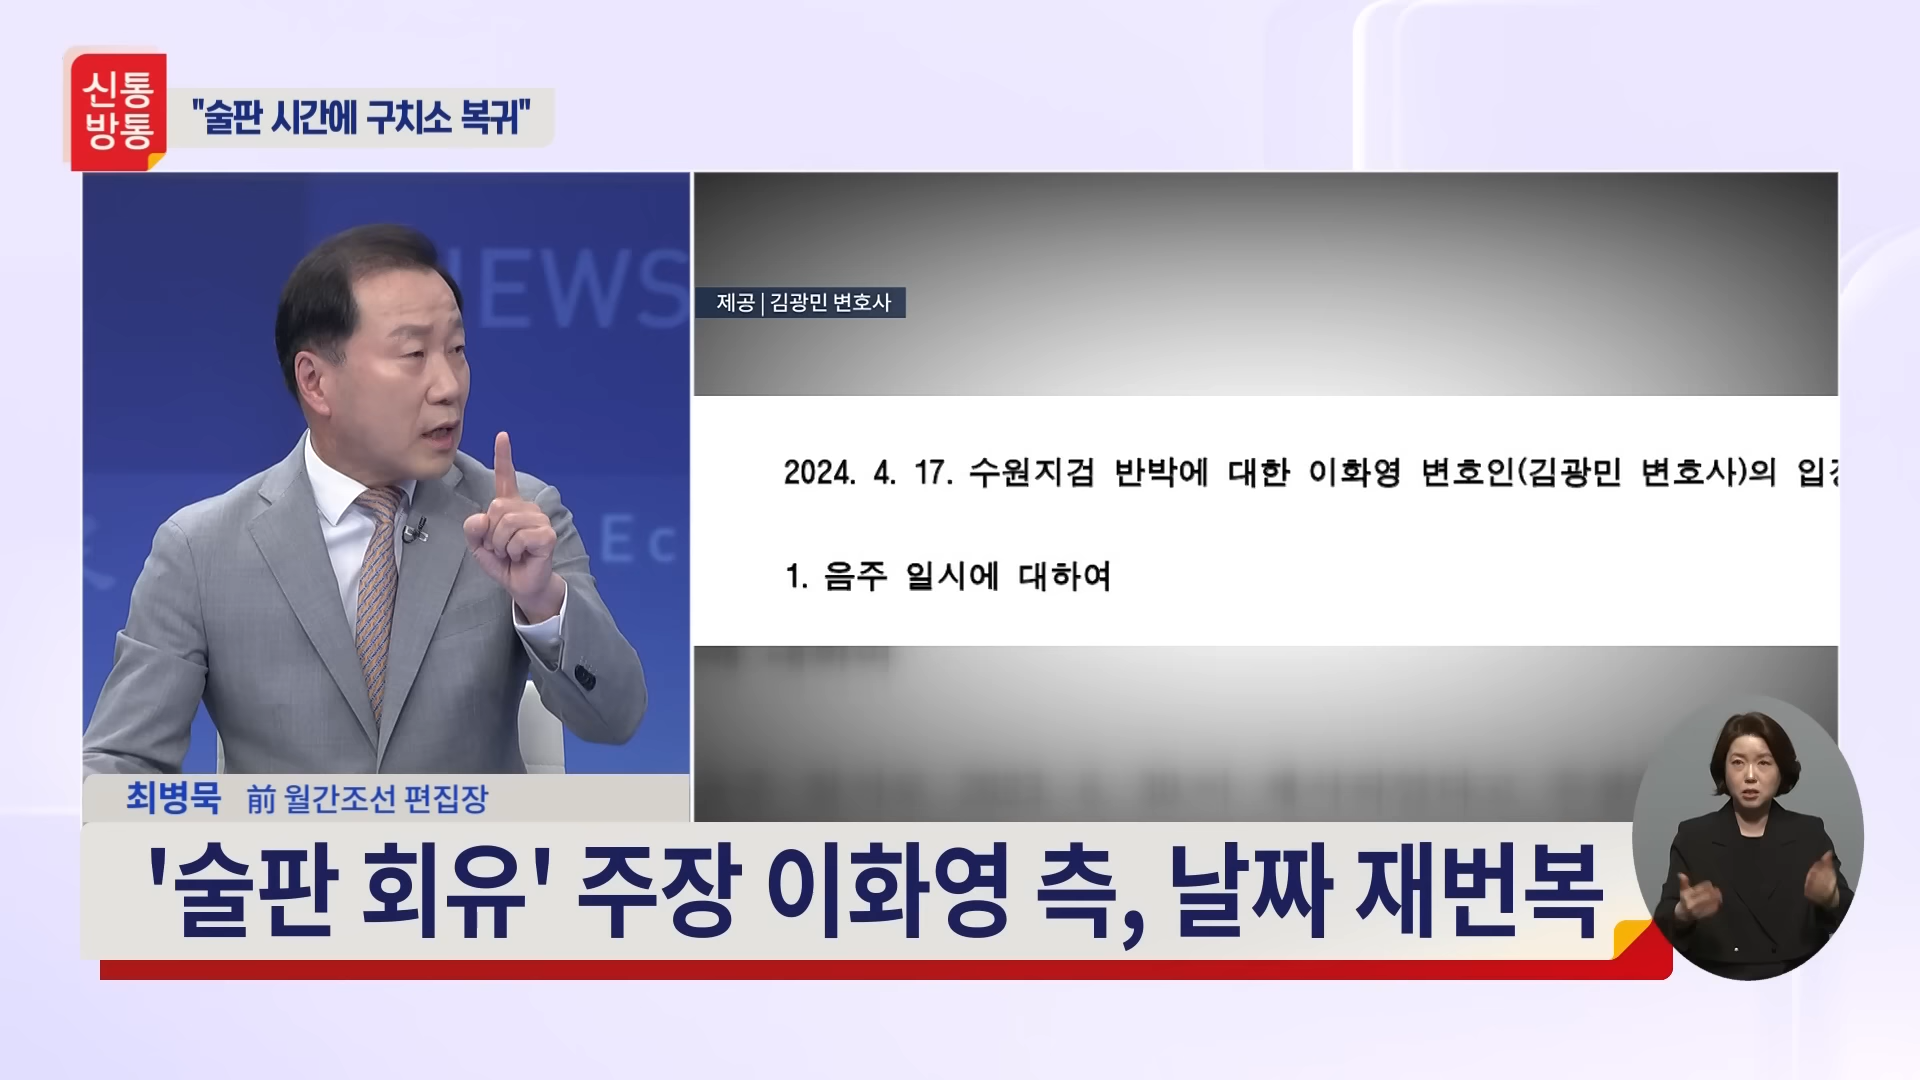 신통
방통
"술판 시간에 구치소 복귀"
NEWS
제공 | 김광민 변호사
2024. 4. 17. 수원지검 반박에 대한 이화영 변호인(김광민 변호사)의
1. 음주 일시에 대하여
Ec
최병묵 前 월간조선 편집장
'술판 회유' 주장 이화영 측, 날짜 재번복